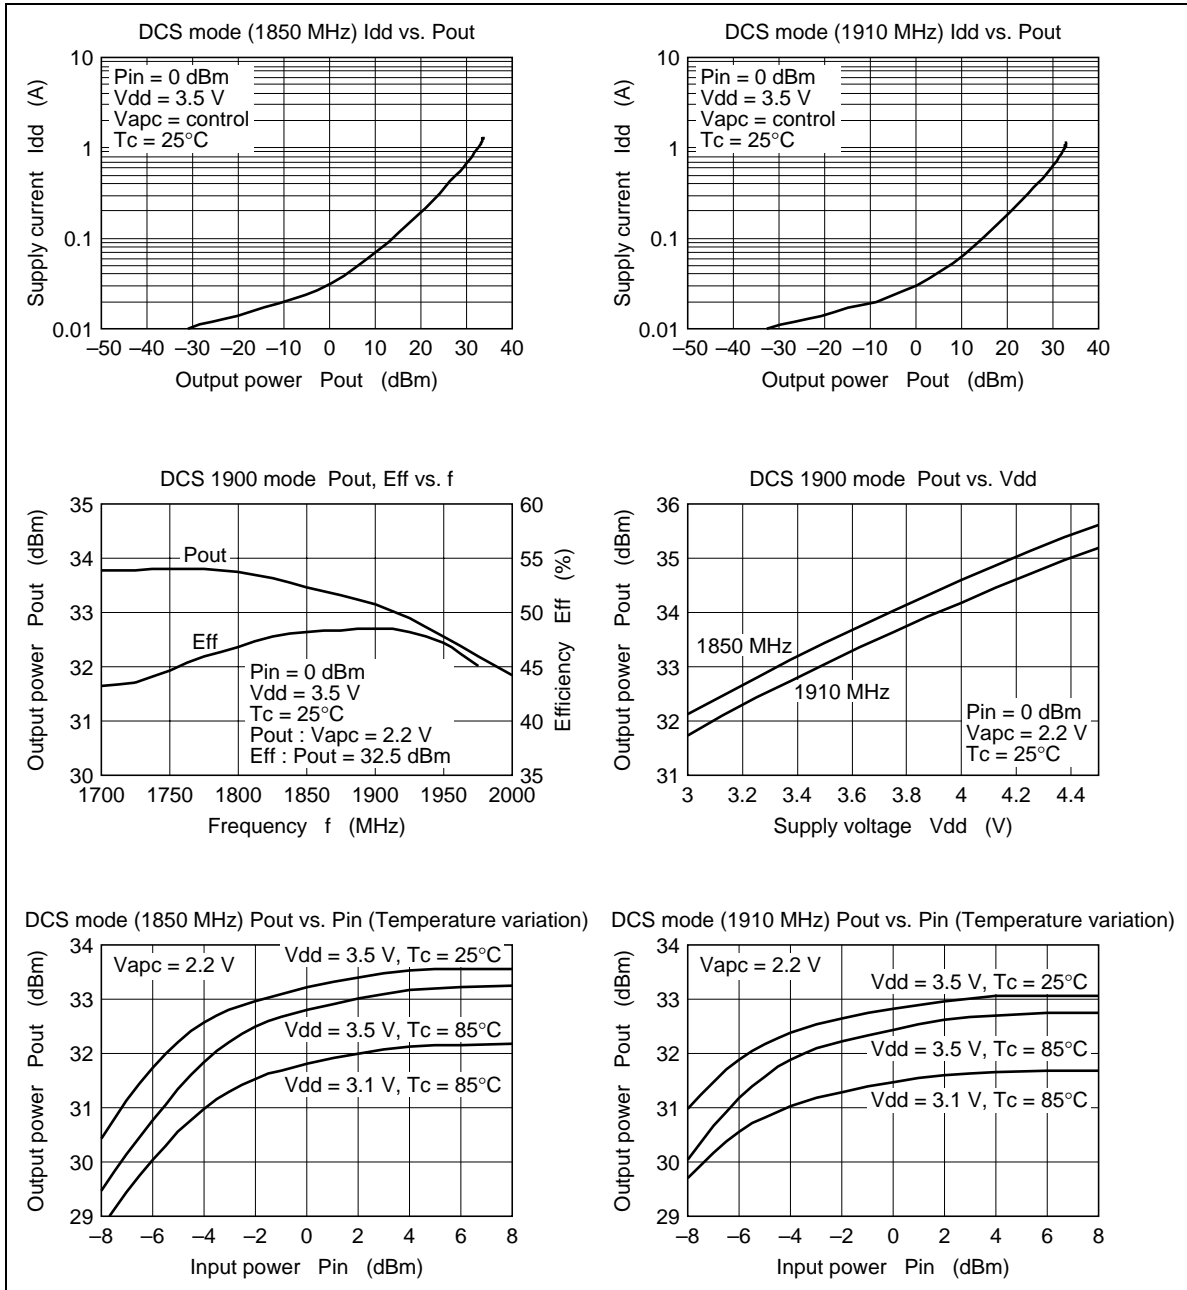 DCS mode (1850 MHz) Idd vs. Pout
10
1
0.1
0.01
Supply current Idd (A)
Pin = 0 dBm
Vdd = 3.5 V
Vapc = control
Tc = 25°C
–50 –40 –30 –20 –10 0 10 20 30 40
Output power Pout (dBm)
DCS mode (1910 MHz) Idd vs. Pout
10
1
0.1
0.01
Supply current Idd (A)
Pin = 0 dBm
Vdd = 3.5 V
Vapc = control
Tc = 25°C
–50 –40 –30 –20 –10 0 10 20 30 40
Output power Pout (dBm)
DCS 1900 mode Pout, Eff vs. f
35
34
33
32
31
30
Output power Pout (dBm)
Pout
Eff
Pin = 0 dBm
Vdd = 3.5 V
Tc = 25°C
Pout : Vapc = 2.2 V
Eff : Pout = 32.5 dBm
60
55
50
45
40
35
Efficiency Eff (%)
1700 1750 1800 1850 1900 1950 2000
Frequency f (MHz)
DCS 1900 mode Pout vs. Vdd
36
35
34
33
32
31
Output power Pout (dBm)
1850 MHz
1910 MHz
Pin = 0 dBm
Vapc = 2.2 V
Tc = 25°C
3 3.2 3.4 3.6 3.8 4 4.2 4.4
Supply voltage Vdd (V)
DCS mode (1850 MHz) Pout vs. Pin (Temperature variation)
34
33
32
31
30
29
Output power Pout (dBm)
Vapc = 2.2 V
Vdd = 3.5 V, Tc = 25°C
Vdd = 3.5 V, Tc = 85°C
Vdd = 3.1 V, Tc = 85°C
–8 –6 –4 –2 0 2 4 6 8
Input power Pin (dBm)
DCS mode (1910 MHz) Pout vs. Pin (Temperature variation)
34
33
32
31
30
29
Output power Pout (dBm)
Vapc = 2.2 V
Vdd = 3.5 V, Tc = 25°C
Vdd = 3.5 V, Tc = 85°C
Vdd = 3.1 V, Tc = 85°C
–8 –6 –4 –2 0 2 4 6 8
Input power Pin (dBm)